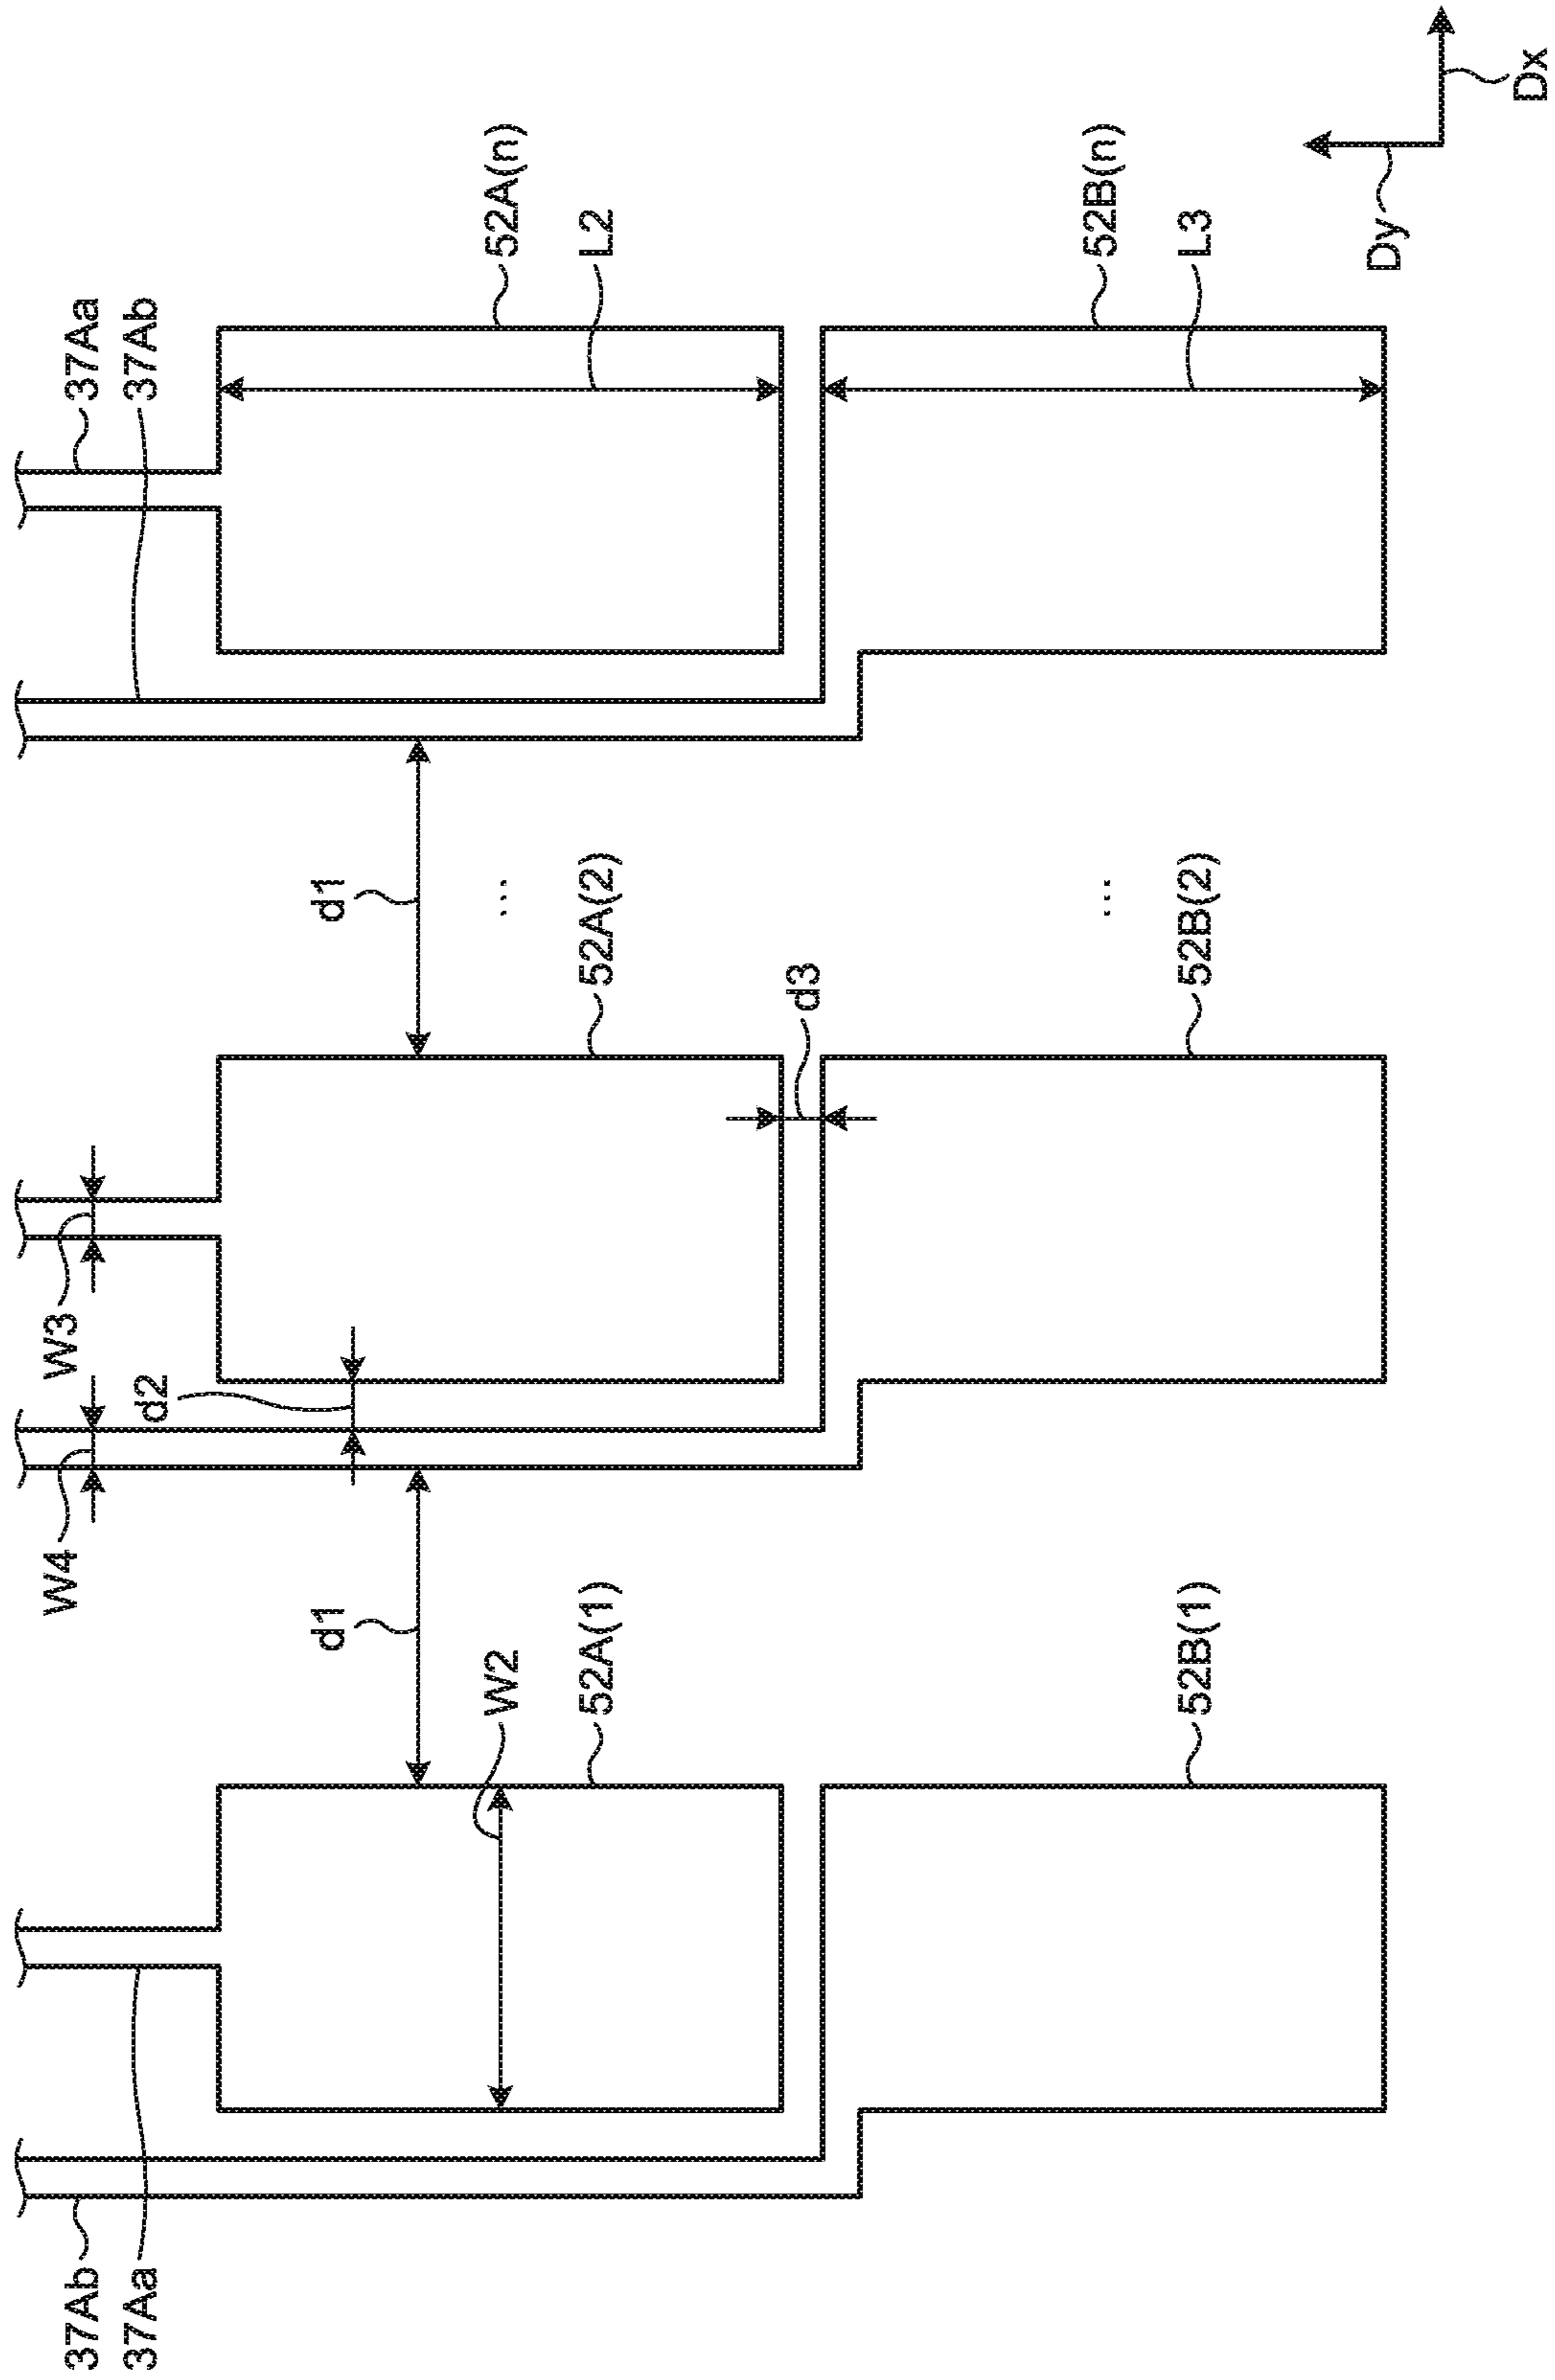 W4
W3
37Ab
37Aa
37Aa
d2
37Ab
d1
d1
W2
...
52A(n)
52A(1)
52A(2)
L2
d3
...
52B(n)
52B(1)
52B(2)
L3
Dy
Dx